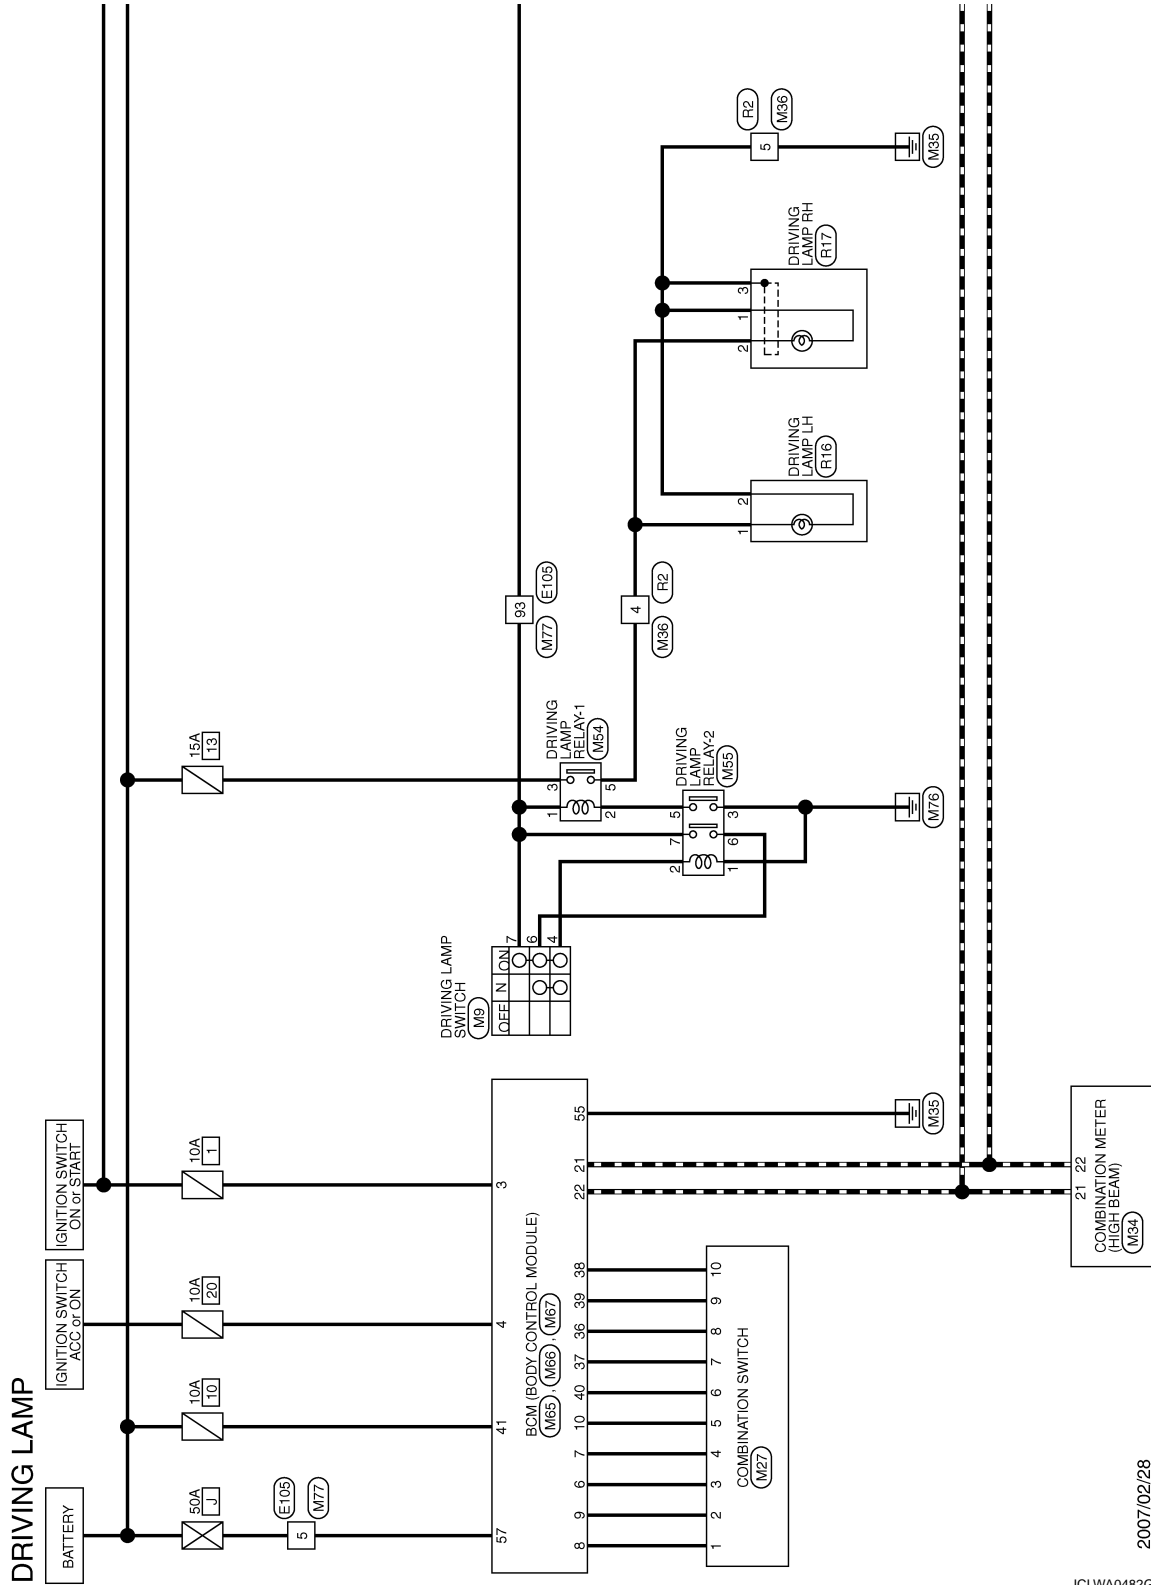 DRIVING LAMP
BATTERY
IGNITION SWITCH
ACC or ON
IGNITION SWITCH
ON or START
50A
J
10A
10
10A
20
10A
1
15A
13
5
E105
M77
57
41
4
3
BCM (BODY CONTROL MODULE)
M65 , M66 , M67
8
9
6
7
10
40
37
36
39
38
22
21
55
1
2
3
4
5
6
7
8
9
10
COMBINATION SWITCH
M27
M35
21
22
COMBINATION METER
(HIGH BEAM)
M34
DRIVING LAMP
SWITCH
M9
OFF
N
ON
7
6
4
DRIVING
LAMP
RELAY-1
M54
1
3
2
5
DRIVING
LAMP
RELAY-2
M55
2
7
5
1
6
3
M76
93
M77
E105
4
M36
R2
DRIVING
LAMP LH
R16
1
2
DRIVING
LAMP RH
R17
2
1
3
5
R2
M36
M35
2007/02/28